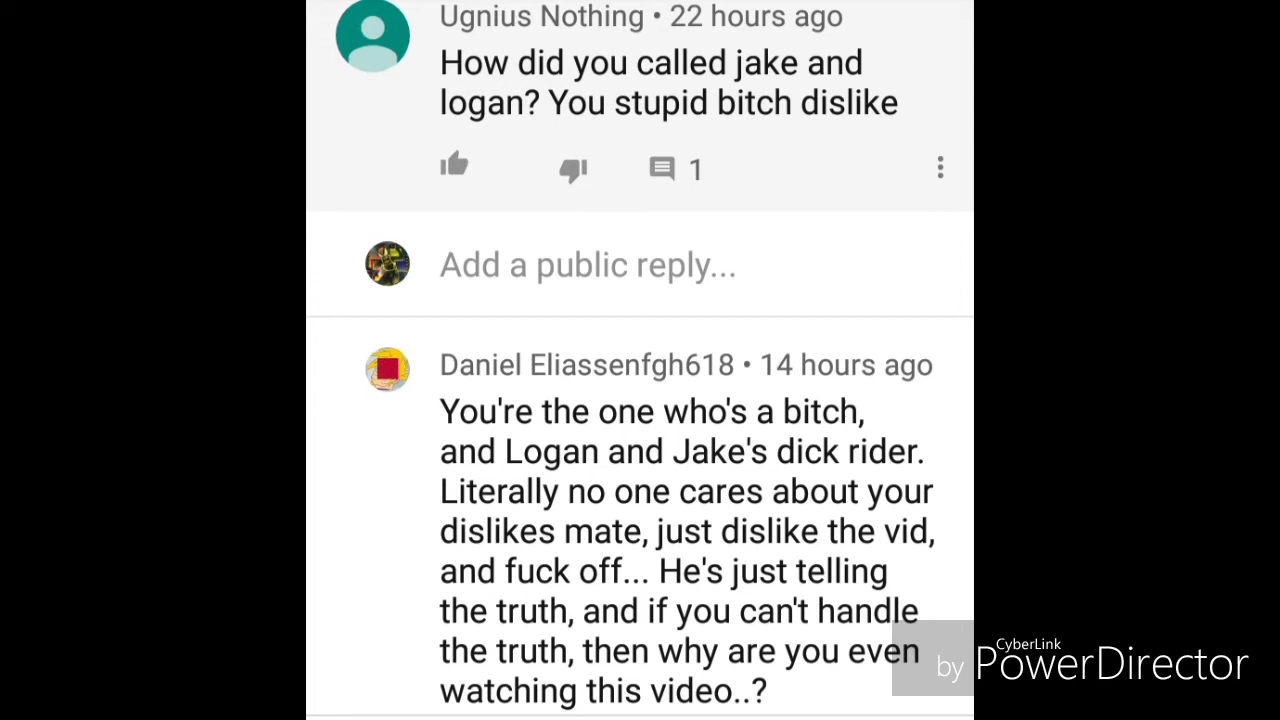 Ugnius Nothing • 22 hours ago
How did you called jake and
logan? You stupid bitch dislike
1
Add a public reply...
Daniel Eliassenfgh618 • 14 hours ago
You're the one who's a bitch,
and Logan and Jake's dick rider.
Literally no one cares about your
dislikes mate, just dislike the vid,
and fuck off... He's just telling
the truth, and if you can't handle
the truth, then why are you even
watching this video..?
by CyberLink PowerDirector